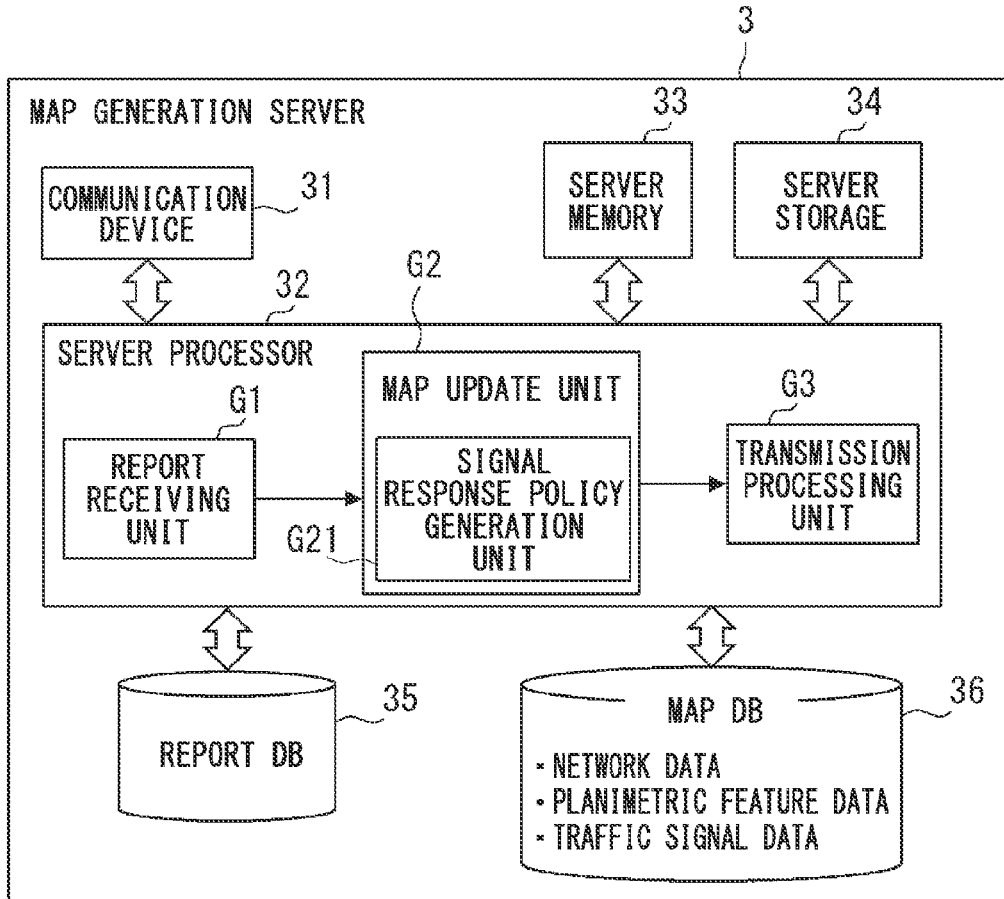 3
MAP GENERATION SERVER
33
34
COMMUNICATION
DEVICE
31
SERVER
MEMORY
SERVER
STORAGE
32
G2
SERVER PROCESSOR
MAP UPDATE UNIT
G1
G3
REPORT
RECEIVING
UNIT
SIGNAL
RESPONSE POLICY
GENERATION
UNIT
TRANSMISSION
PROCESSING
UNIT
G21
35
REPORT DB
36
MAP DB
・NETWORK DATA
・PLANIMETRIC FEATURE DATA
・TRAFFIC SIGNAL DATA